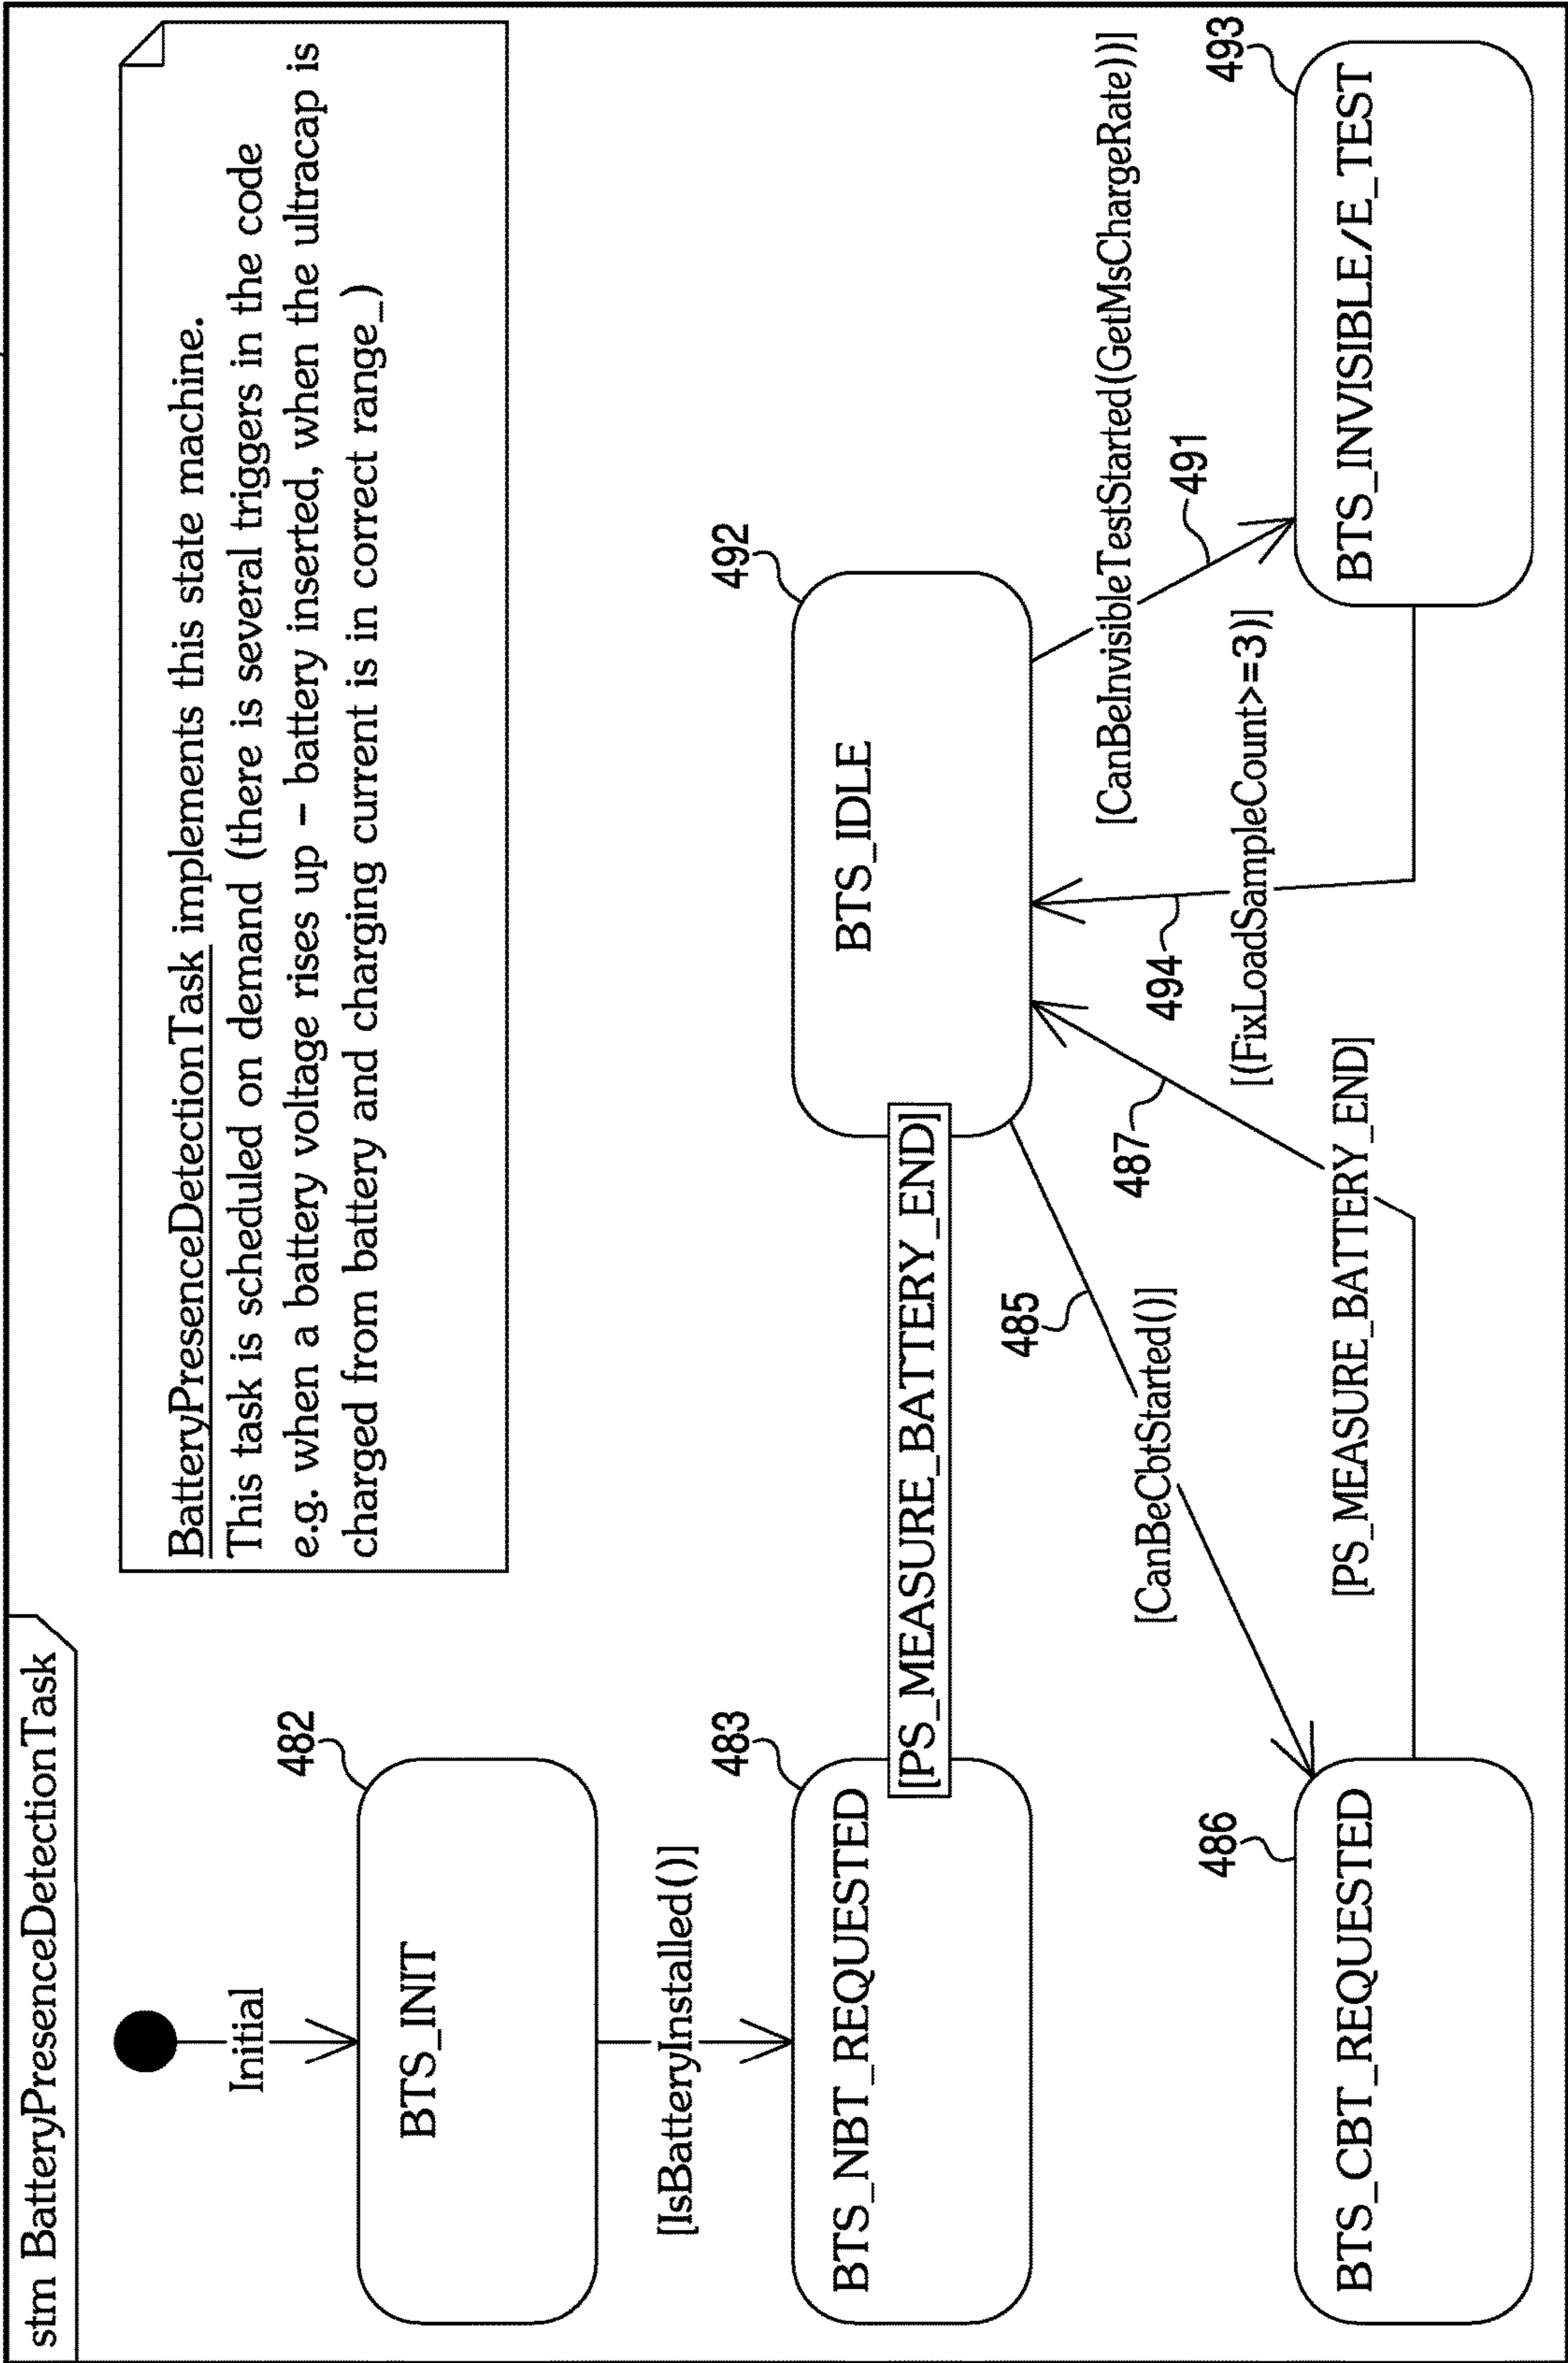 stm BatteryPresenceDetectionTask
BatteryPresenceDetectionTask implements this state machine.
This task is scheduled on demand (there is several triggers in the code
e.g. when a battery voltage rises up – battery inserted, when the ultracap is
charged from battery and charging current is in correct range_)
Initial
482
BTS_INIT
[IsBatteryInstalled()]
483
BTS_NBT_REQUESTED
[PS_MEASURE_BATTERY_END]
492
BTS_IDLE
485
[CanBeCbtStarted()]
487
[PS_MEASURE_BATTERY_END]
494
[(FixLoadSampleCount>=3)]
491
[CanBeInvisibleTestStarted(GetMsChargeRate))]
486
BTS_CBT_REQUESTED
493
BTS_INVISIBLE/E_TEST